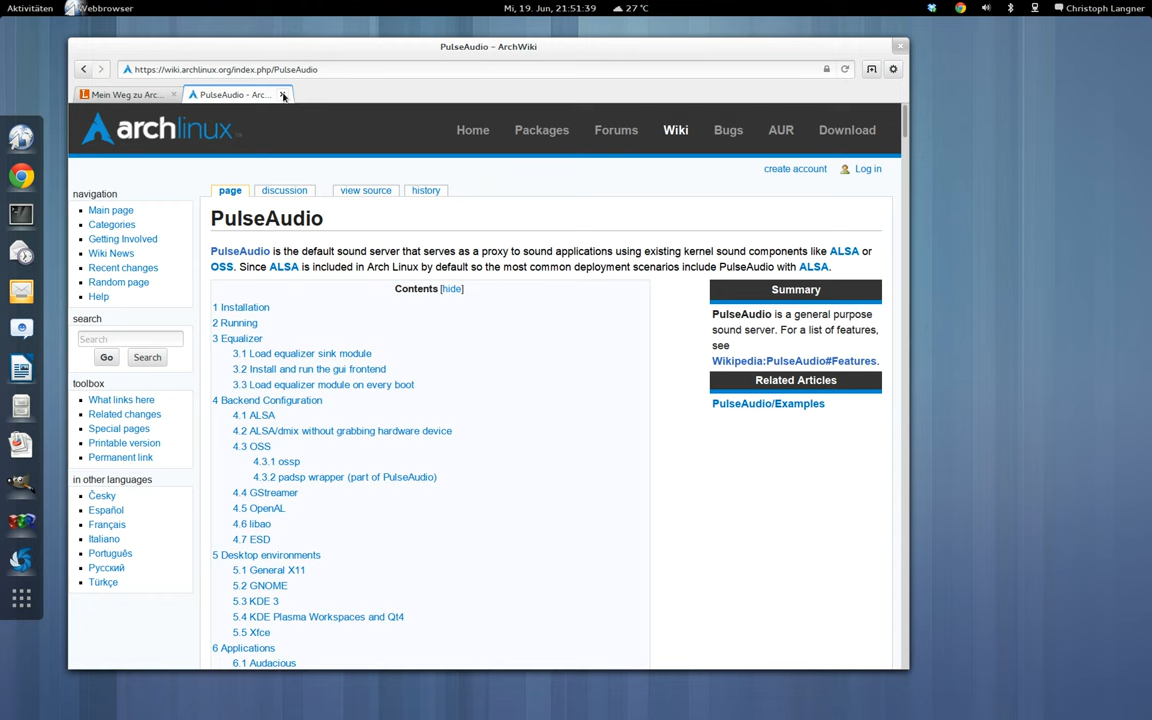 Aktivitäten Webbrowser Mi, 19. Jun, 21:51:39 27 °C Christoph Langner
PulseAudio – ArchWiki
https://wiki.archlinux.org/index.php/PulseAudio
Mein Weg zu Arc... PulseAudio - Arc...
archlinux Home Packages Forums Wiki Bugs AUR Download
create account Log in
page discussion view source history
navigation
Main page
Categories
Getting Involved
Wiki News
Recent changes
Random page
Help
search
Search
Go Search
toolbox
What links here
Related changes
Special pages
Printable version
Permanent link
in other languages
Česky
Español
Français
Italiano
Português
Русский
Türkçe
PulseAudio
PulseAudio is the default sound server that serves as a proxy to sound applications using existing kernel sound components like ALSA or
OSS. Since ALSA is included in Arch Linux by default so the most common deployment scenarios include PulseAudio with ALSA.
Contents [hide]
1 Installation
2 Running
3 Equalizer
3.1 Load equalizer sink module
3.2 Install and run the gui frontend
3.3 Load equalizer module on every boot
4 Backend Configuration
4.1 ALSA
4.2 ALSA/dmix without grabbing hardware device
4.3 OSS
4.3.1 ossp
4.3.2 padsp wrapper (part of PulseAudio)
4.4 GStreamer
4.5 OpenAL
4.6 libao
4.7 ESD
5 Desktop environments
5.1 General X11
5.2 GNOME
5.3 KDE 3
5.4 KDE Plasma Workspaces and Qt4
5.5 Xfce
6 Applications
6.1 Audacious
Summary
PulseAudio is a general purpose
sound server. For a list of features,
see
Wikipedia:PulseAudio#Features.
Related Articles
PulseAudio/Examples